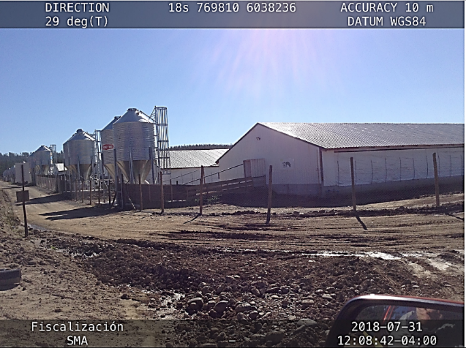 DIRECTION 18s 769810 6038236 ACCURACY 10 m
29 deg(T) DATUM WGS84
Fiscalización 2018-07-31
SMA 12:08:42-04:00